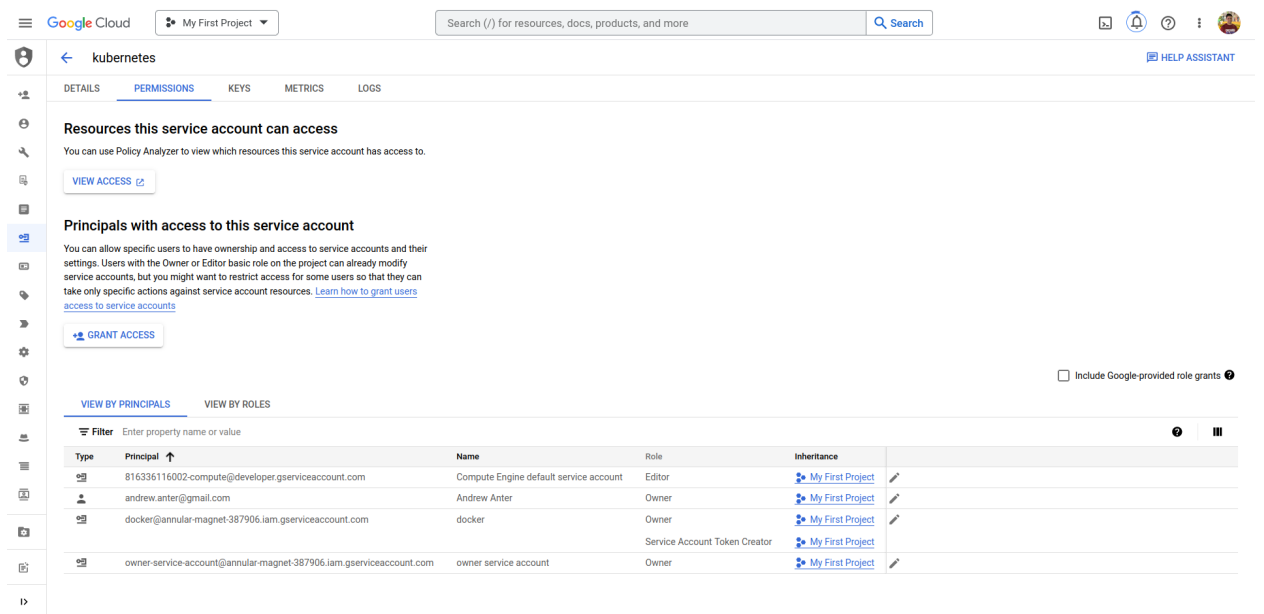 Google Cloud
My First Project
Search (/) for resources, docs, products, and more
Search
kubernetes
HELP ASSISTANT
DETAILS PERMISSIONS KEYS METRICS LOGS
Resources this service account can access
You can use Policy Analyzer to view which resources this service account has access to.
VIEW ACCESS
Principals with access to this service account
You can allow specific users to have ownership and access to service accounts and their
settings. Users with the Owner or Editor basic role on the project can already modify
service accounts, but you might want to restrict access for some users so that they can
take only specific actions against service account resources. Learn how to grant users
access to service accounts
GRANT ACCESS
Include Google-provided role grants
VIEW BY PRINCIPALS VIEW BY ROLES
Filter Enter property name or value
Type Principal Name Role Inheritance
816336116002-compute@developer.gserviceaccount.com Compute Engine default service account Editor My First Project
andrew.anter@gmail.com Andrew Anter Owner My First Project
docker@annular-magnet-387906.iam.gserviceaccount.com docker Owner My First Project
Service Account Token Creator My First Project
owner-service-account@annular-magnet-387906.iam.gserviceaccount.com owner service account Owner My First Project